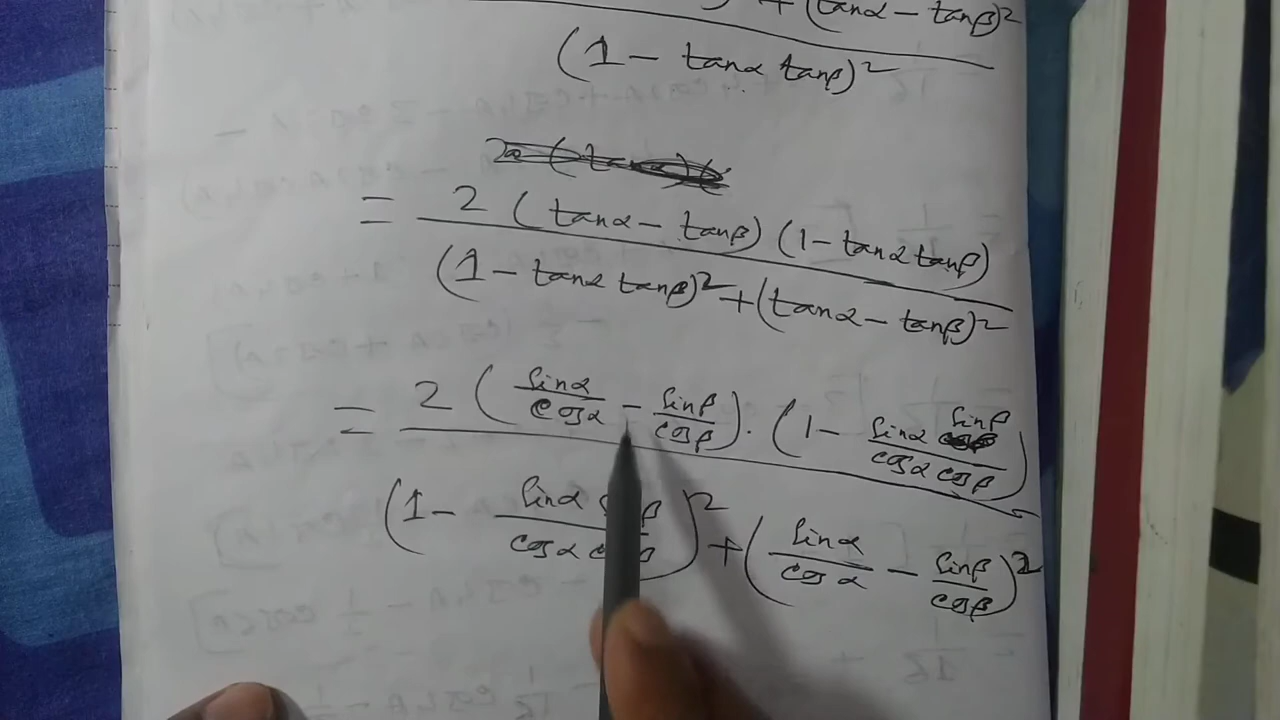 + (tanα − tanβ)²
(1 − tanα tanβ)²
= 2 (tanα − tanβ) (1 − tanα tanβ)
(1 − tanα tanβ)² + (tanα − tanβ)²
= 2 (sinα/cosα − sinβ/cosβ) . (1 − sinα sinβ/cosα cosβ)
(1 − sinα β/cosα)² + (sinα/cosα − sinβ/cosβ)²